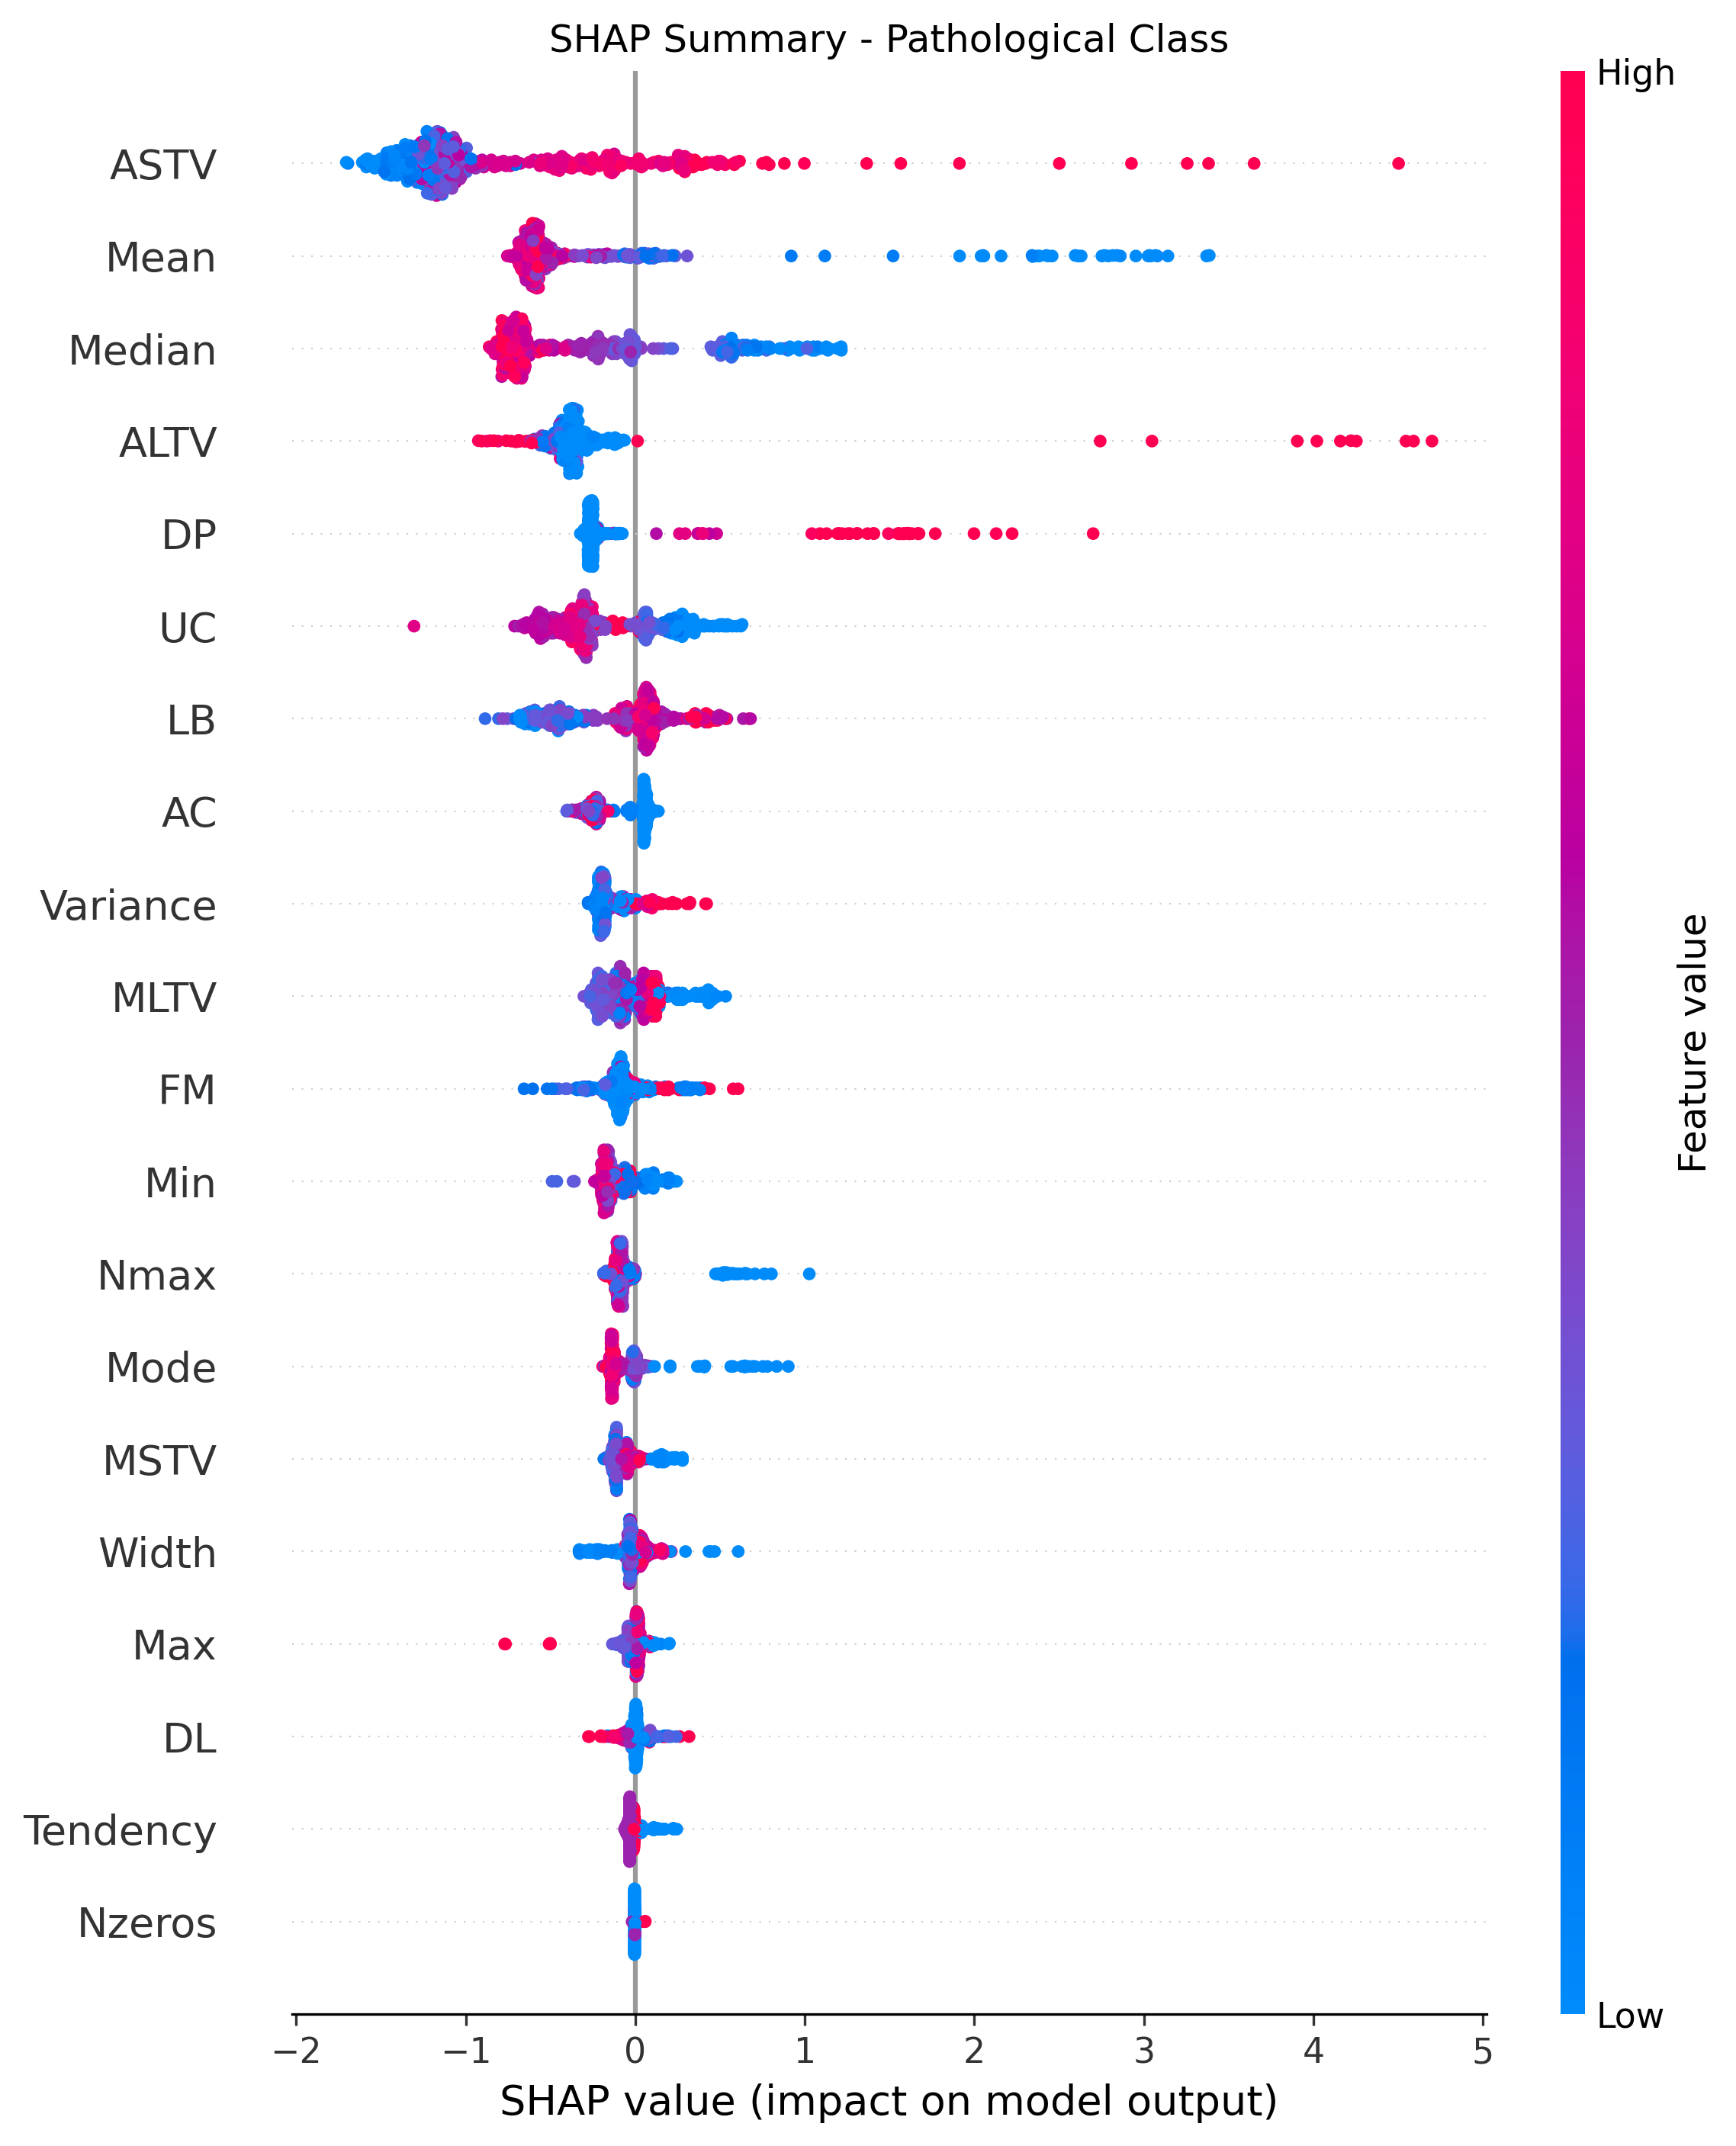 SHAP Summary - Pathological Class
High
ASTV
Mean
Median
ALTV
DP
UC
LB
AC
Variance
MLTV
FM
Min
Nmax
Mode
MSTV
Width
Max
DL
Tendency
Nzeros
Feature value
Low
−2 −1 0 1 2 3 4 5
SHAP value (impact on model output)